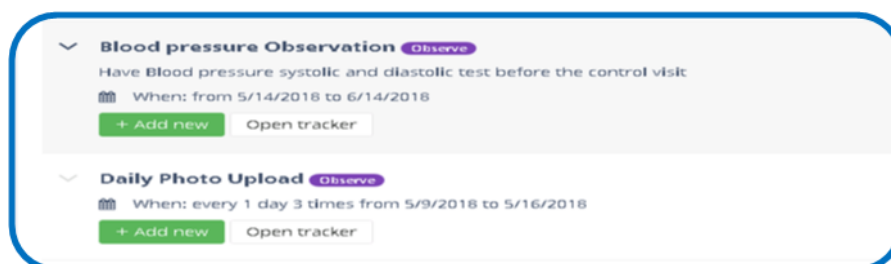 Blood pressure Observation Observe
Have Blood pressure systolic and diastolic test before the control visit
When: from 5/14/2018 to 6/14/2018
+ Add new Open tracker
Daily Photo Upload Observe
When: every 1 day 3 times from 5/9/2018 to 5/16/2018
+ Add new Open tracker